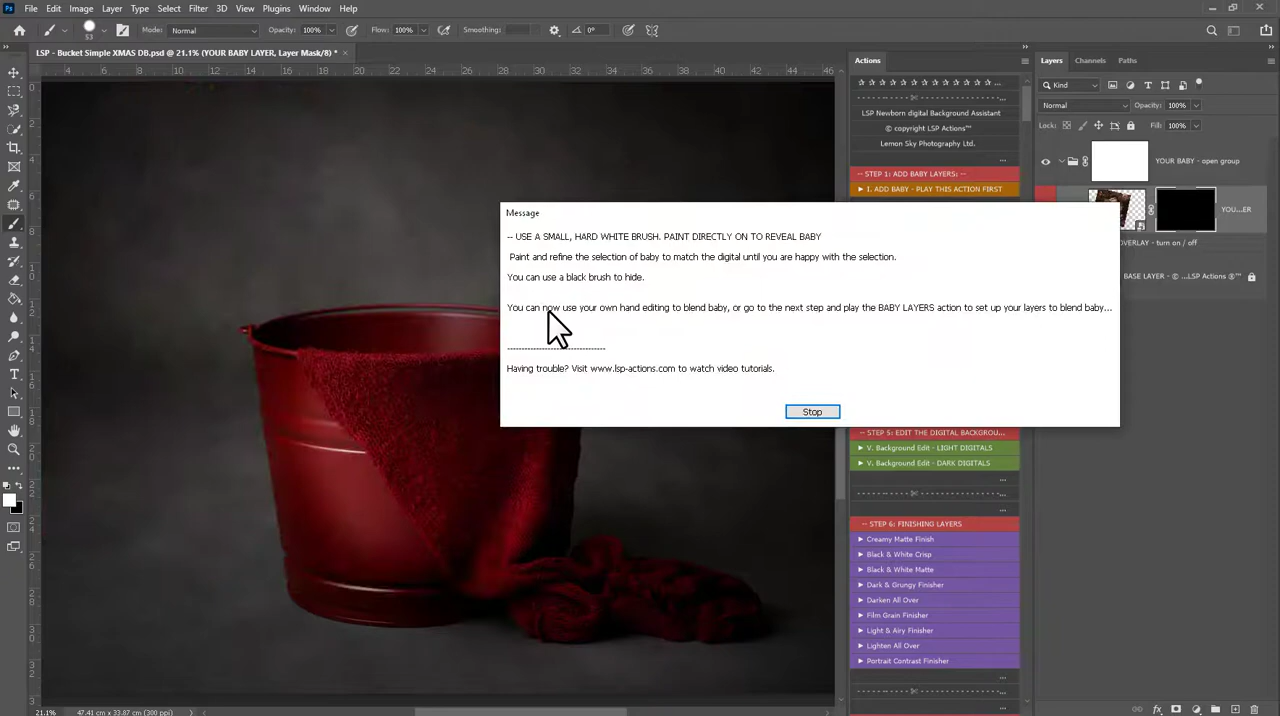 File Edit Image Layer Type Select Filter 3D View Plugins Window Help
53 Mode: Normal Opacity: 100% Flow: 100% Smoothing: 0°
LSP - Bucket Simple XMAS DB.psd @ 21.1% (YOUR BABY LAYER, Layer Mask/8) *
Actions
☆ ☆ ☆ ☆ ☆ ☆ ☆ ☆ ☆ ☆ ☆ ☆ ☆ ...
LSP Newborn digital Background Assistant
© copyright LSP Actions™
Lemon Sky Photography Ltd.
...
-- STEP 1: ADD BABY LAYERS: --
I. ADD BABY - PLAY THIS ACTION FIRST
Message
-- USE A SMALL, HARD WHITE BRUSH. PAINT DIRECTLY ON TO REVEAL BABY
Paint and refine the selection of baby to match the digital until you are happy with the selection.
You can use a black brush to hide.
You can now use your own hand editing to blend baby, or go to the next step and play the BABY LAYERS action to set up your layers to blend baby...
-----------------------------
Having trouble? Visit www.lsp-actions.com to watch video tutorials.
Stop
-- STEP 5: EDIT THE DIGITAL BACKGROU...
V. Background Edit - LIGHT DIGITALS
V. Background Edit - DARK DIGITALS
...
...
-- STEP 6: FINISHING LAYERS
Creamy Matte Finish
Black & White Crisp
Black & White Matte
Dark & Grungy Finisher
Darken All Over
Film Grain Finisher
Light & Airy Finisher
Lighten All Over
Portrait Contrast Finisher
...
...
Layers Channels Paths
Kind
Normal Opacity: 100%
Lock: Fill: 100%
YOUR BABY - open group
YOU...ER
OVERLAY - turn on / off
BASE LAYER - © ...LSP Actions ®™
21.1% 47.41 cm x 33.87 cm (300 ppi)